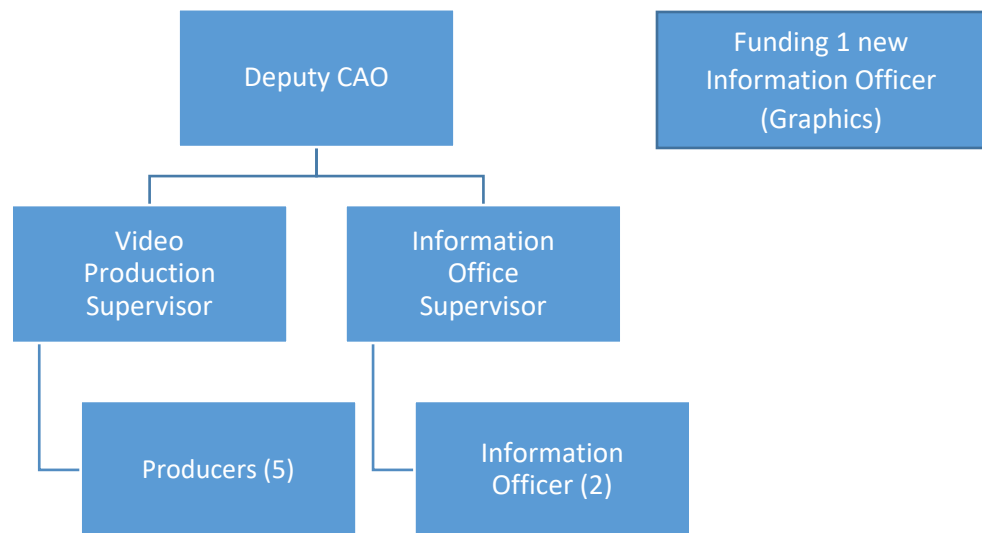 Deputy CAO
Funding 1 new
Information Officer
(Graphics)
Video
Production
Supervisor
Information
Office
Supervisor
Producers (5)
Information
Officer (2)